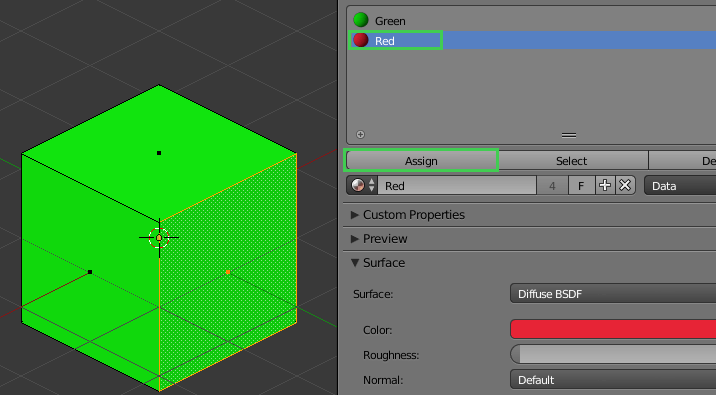 Green
Red
Assign Select De
Red 4 F Data
Custom Properties
Preview
Surface
Surface: Diffuse BSDF
Color:
Roughness:
Normal: Default